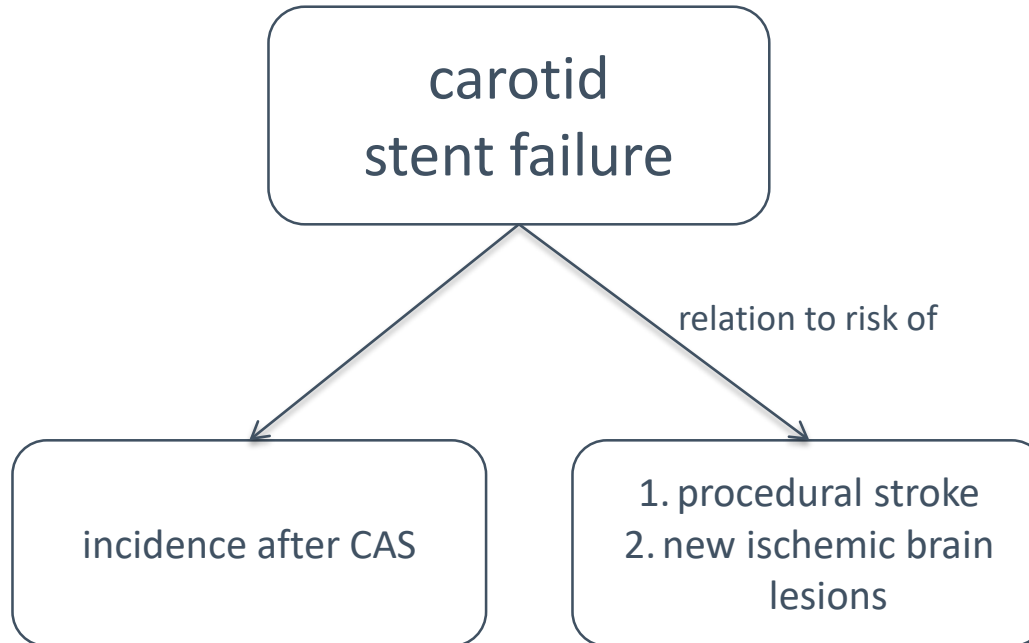 carotid
stent failure
relation to risk of
incidence after CAS
1. procedural stroke
2. new ischemic brain
lesions